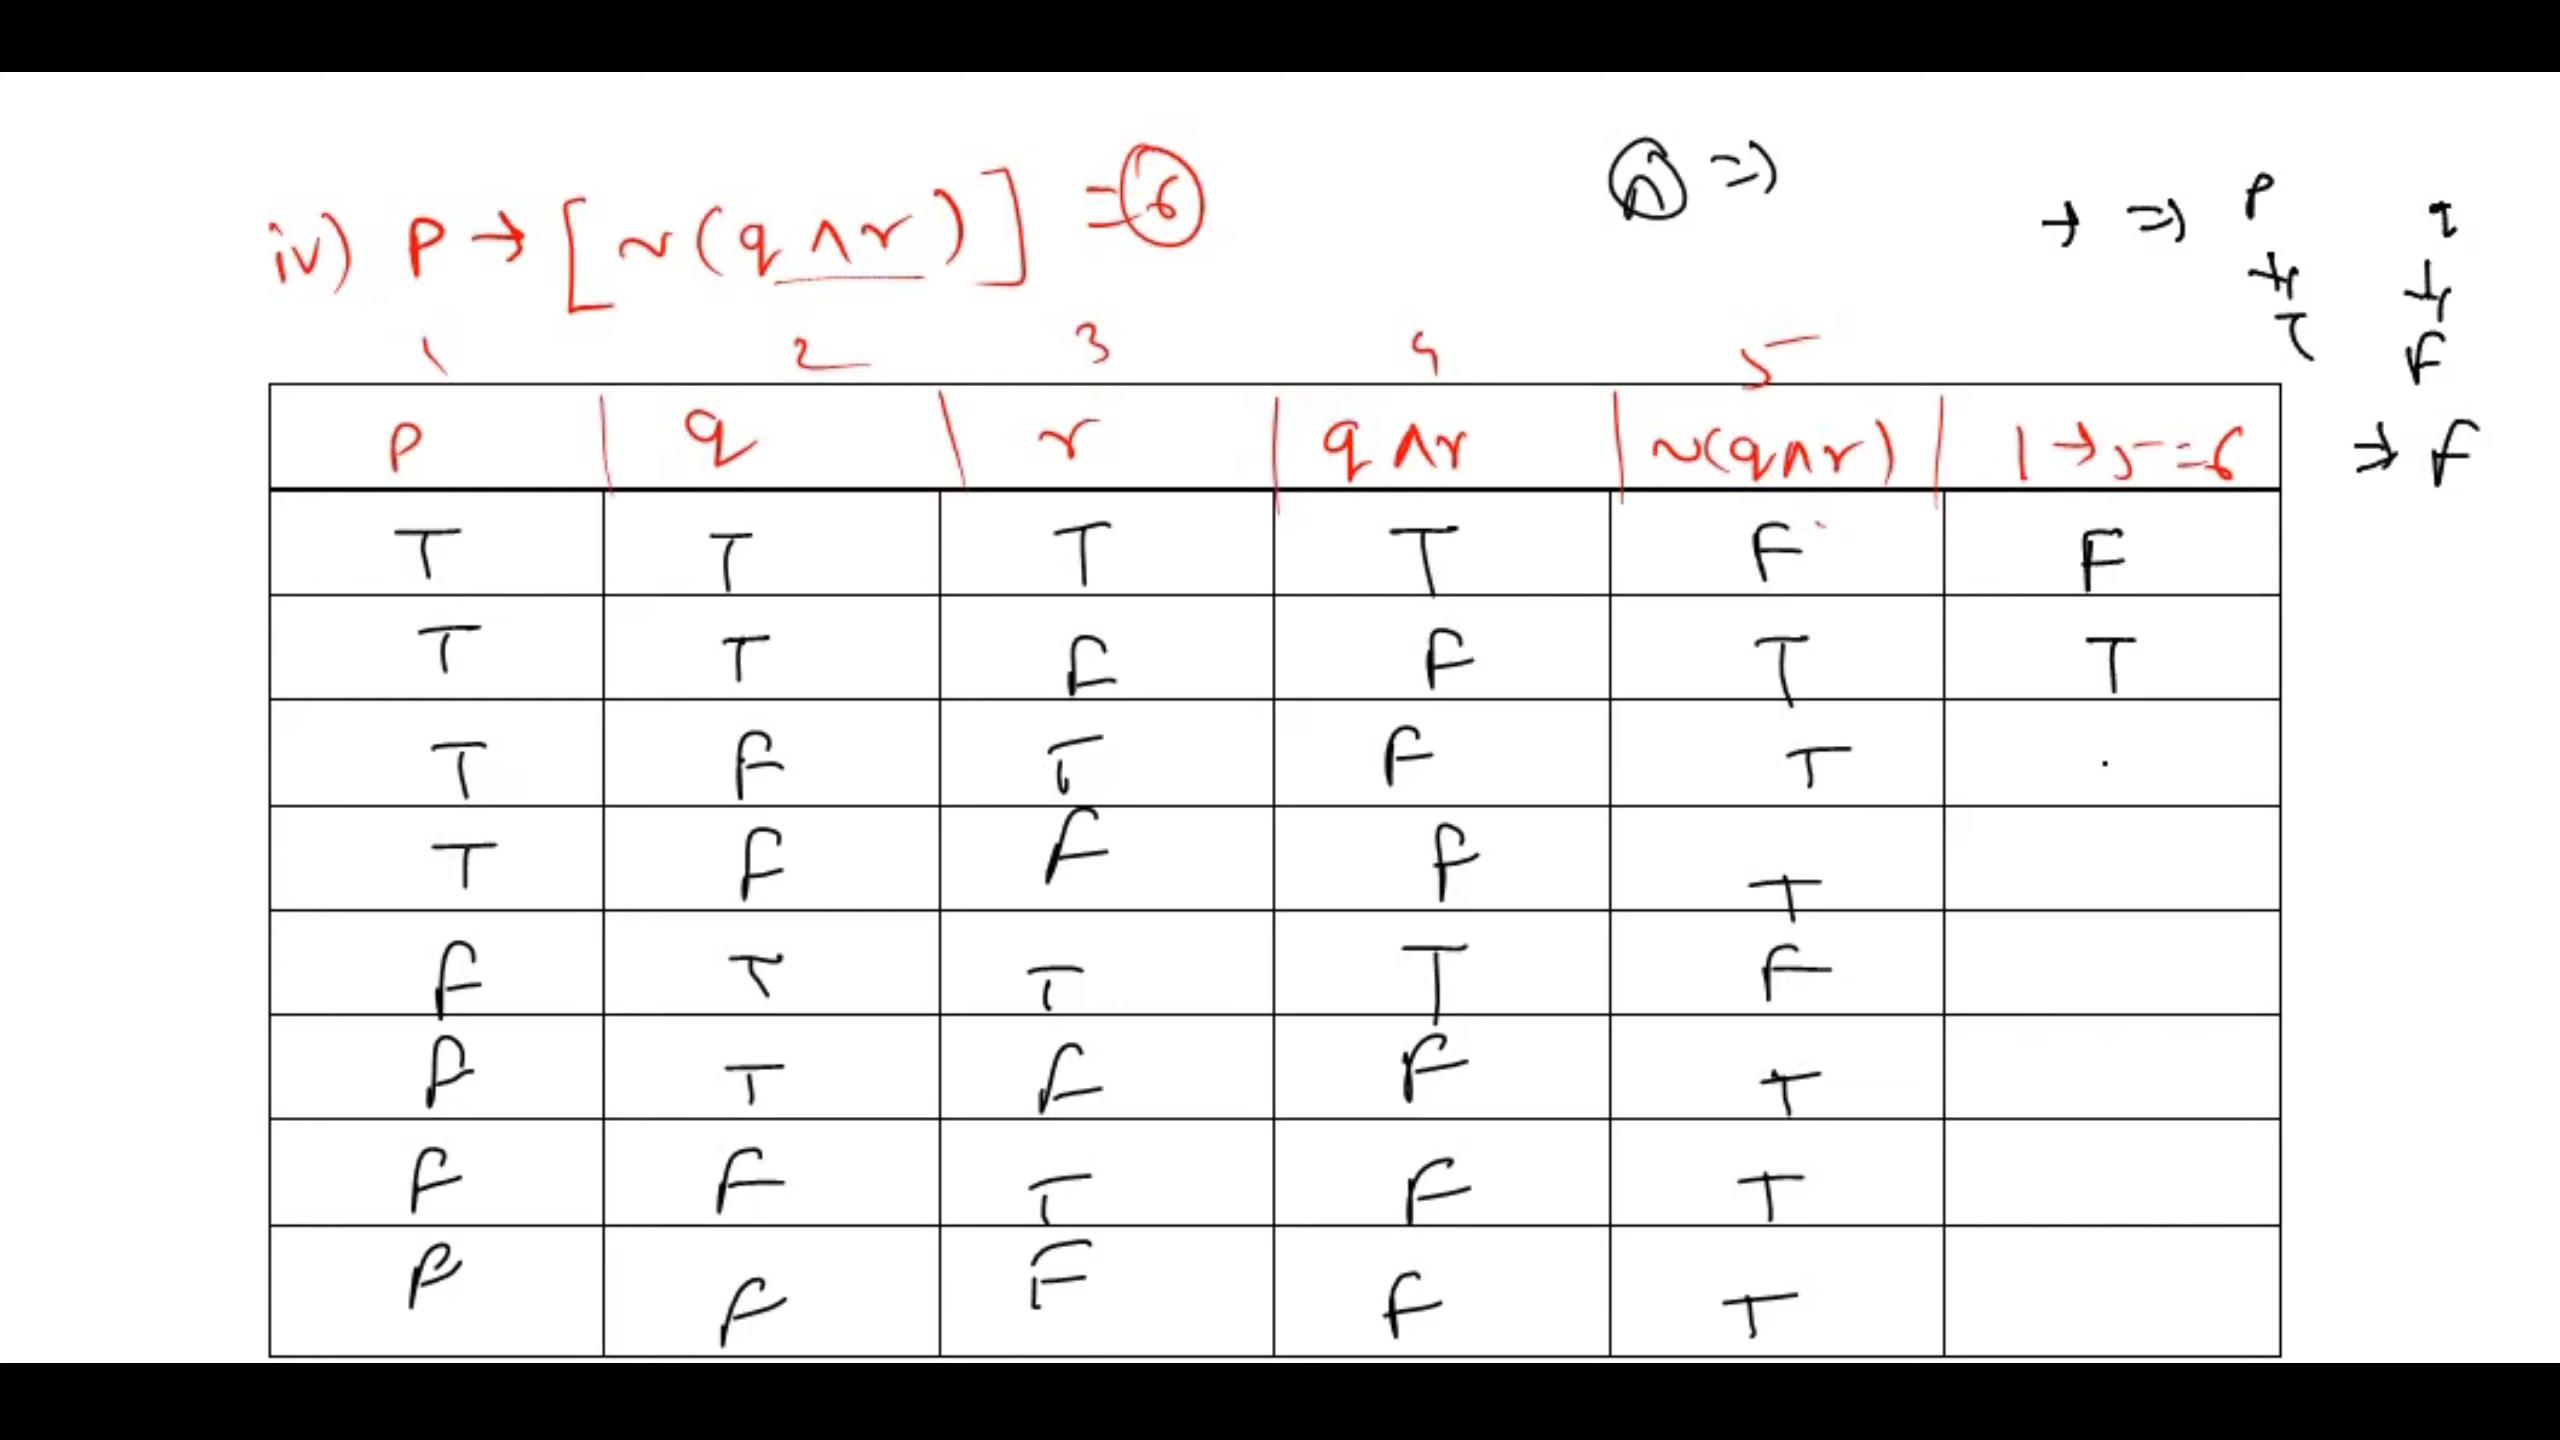 iv) p → [~(q ∧ r)] = 6
∧ ⇒
→ ⇒ p q
T F
⇒ F
1 2 3 4 5
p q r q ∧ r ~(q ∧ r) 1 → 5 = 6
T T T T F F
T T F F T T
T F T F T
T F F F T
F T T T F
F T F F T
F F T F T
F F F F T